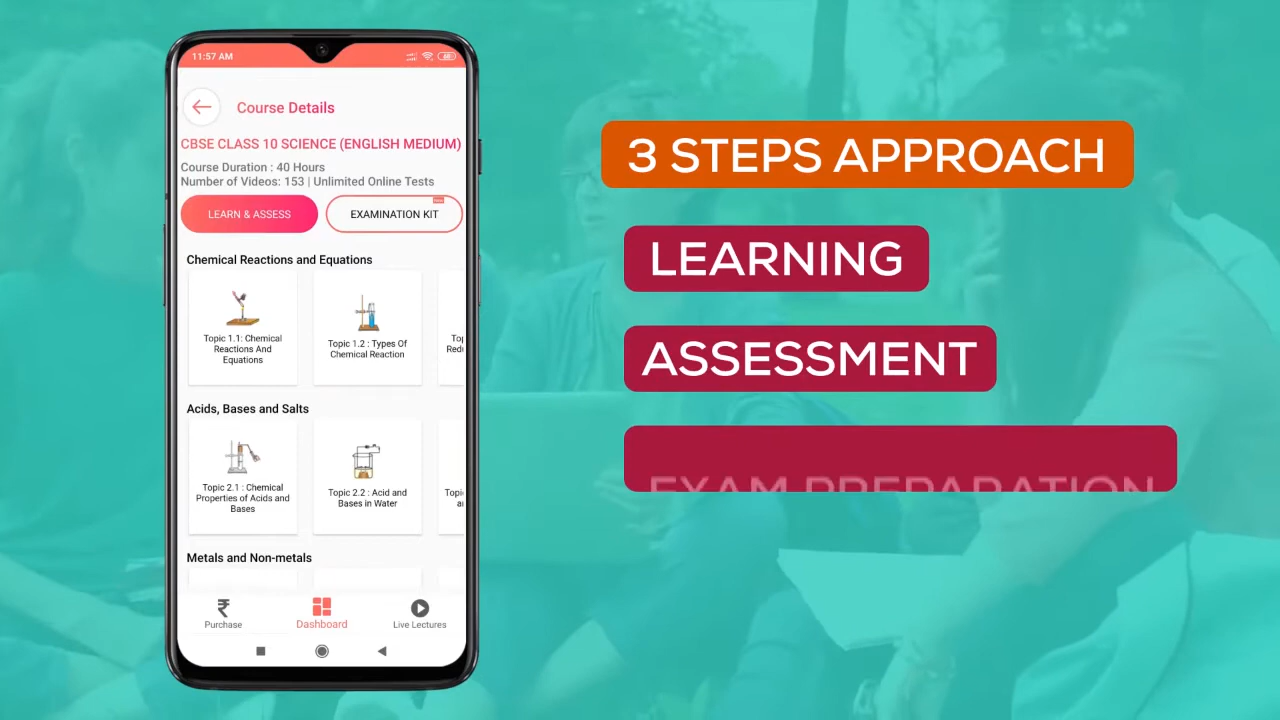 11:57 AM
Course Details
CBSE CLASS 10 SCIENCE (ENGLISH MEDIUM)
Course Duration : 40 Hours
Number of Videos: 153 | Unlimited Online Tests
LEARN & ASSESS
EXAMINATION KIT
Chemical Reactions and Equations
Topic 1.1: Chemical
Reactions And
Equations
Topic 1.2 : Types Of
Chemical Reaction
Acids, Bases and Salts
Topic 2.1 : Chemical
Properties of Acids and
Bases
Topic 2.2 : Acid and
Bases in Water
Metals and Non-metals
Purchase
Dashboard
Live Lectures
3 STEPS APPROACH
LEARNING
ASSESSMENT
EXAM PREPARATION